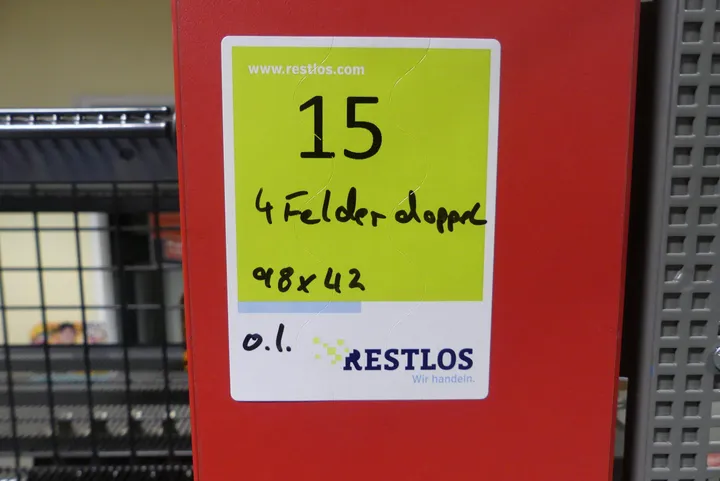 www.restlos.com
15
4 Felder doppel
98x42
o.l.
RESTLOS
Wir handeln.